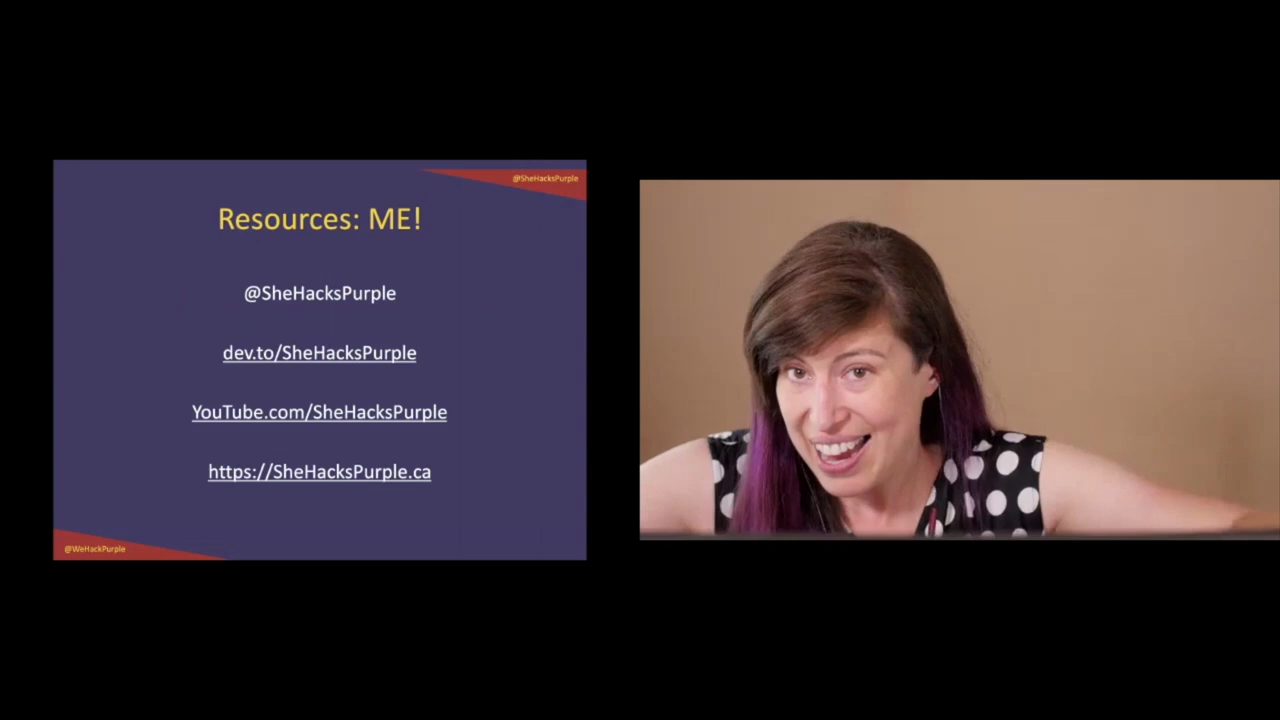 @SheHacksPurple
Resources: ME!
@SheHacksPurple
dev.to/SheHacksPurple
YouTube.com/SheHacksPurple
https://SheHacksPurple.ca
@WeHackPurple